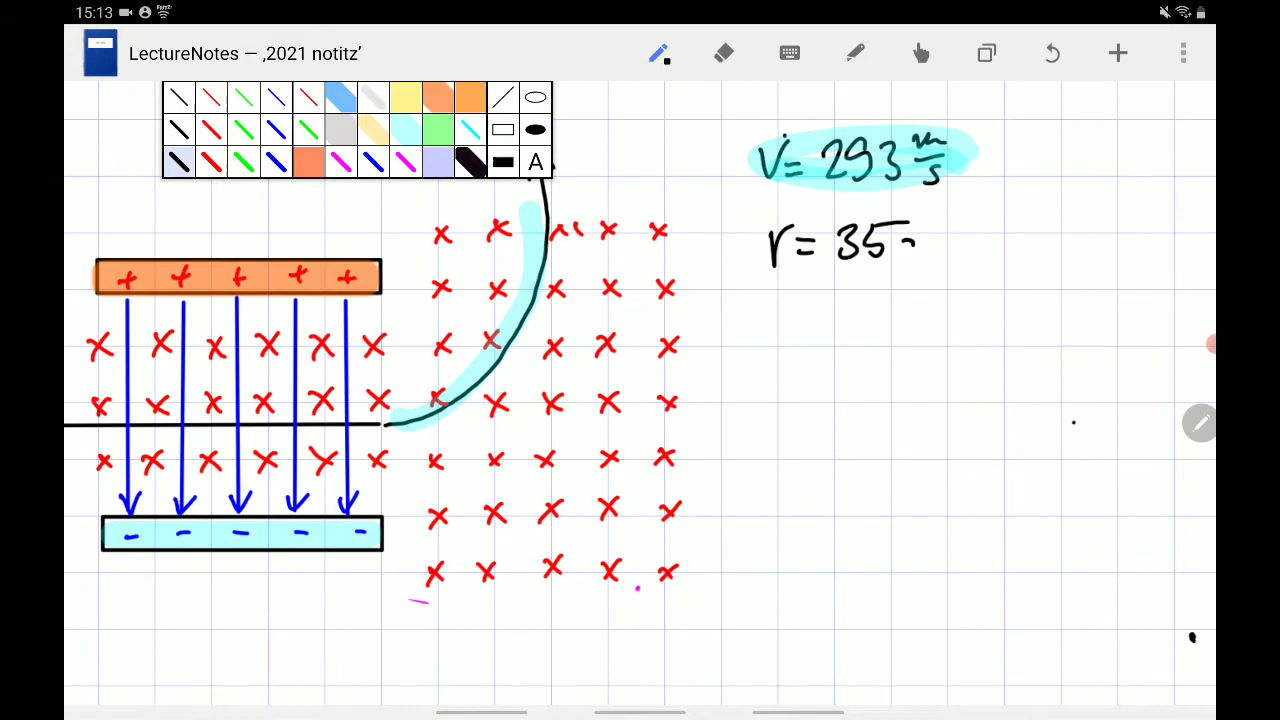 15:13
LectureNotes — ‚2021 notitz’
A
V = 293 m/s
r = 35
+ + + + +
- - - - -